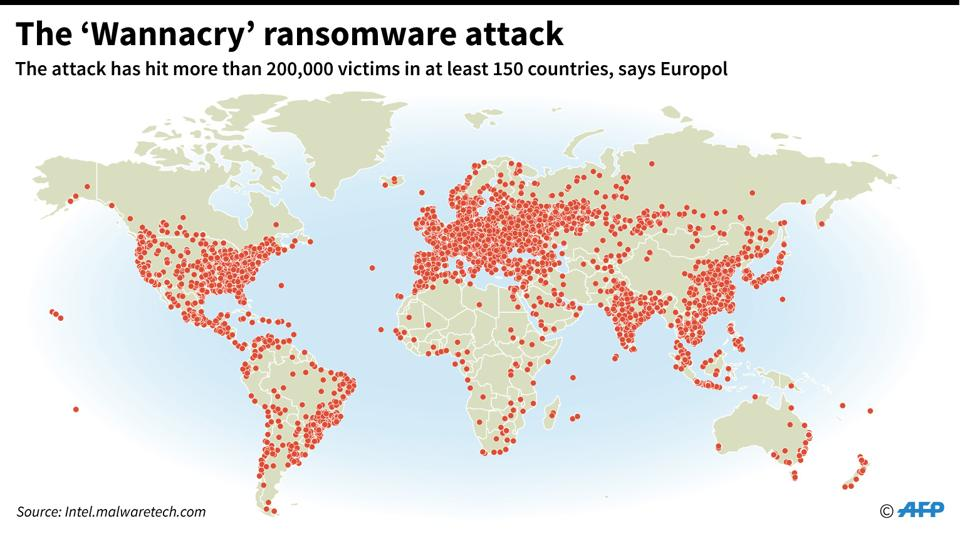 The ‘Wannacry’ ransomware attack
The attack has hit more than 200,000 victims in at least 150 countries, says Europol
Source: Intel.malwaretech.com
© AFP